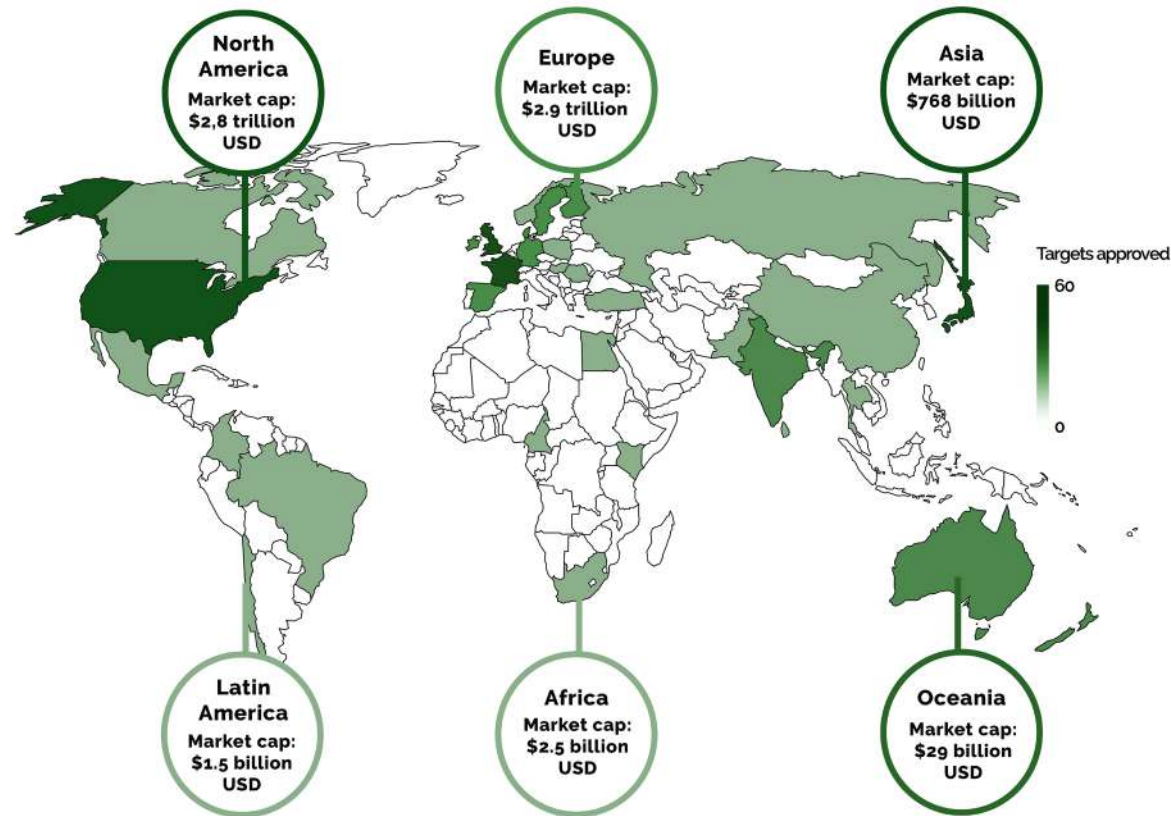 North
America
Market cap:
$2,8 trillion
USD
Europe
Market cap:
$2.9 trillion
USD
Asia
Market cap:
$768 billion
USD
Targets approved
60
0
Latin
America
Market cap:
$1.5 billion
USD
Africa
Market cap:
$2.5 billion
USD
Oceania
Market cap:
$29 billion
USD